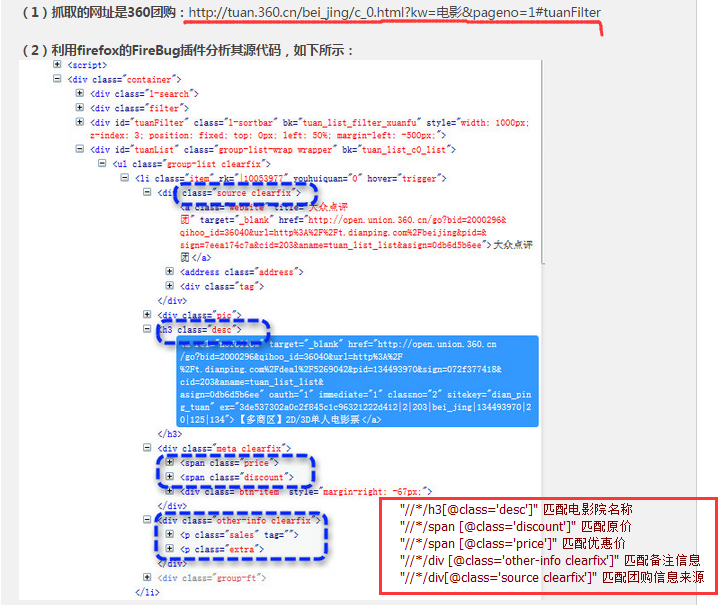 （1）抓取的网址是360团购：http://tuan.360.cn/bei_jing/c_0.html?kw=电影&pageno=1#tuanFilter
（2）利用firefox的FireBug插件分析其源代码，如下所示：
<script>
<div class="container">
<div class="l-search">
<div class="filter">
<div id="tuanFilter" class="l-sortbar" bk="tuan_list_filter_xuanfu" style="width: 1000px;
z-index: 3; position: fixed; top: 0px; left: 50%; margin-left: -500px;">
<div id="tuanList" class="group-list-wrap wrapper" bk="tuan_list_c0_list">
<ul class="group-list clearfix">
<li class="item" rk="|10053977" youhuiquan="0" hover="trigger">
<div class="source clearfix">
<a class="website" title="大众点评
团" target="_blank" href="http://open.union.360.cn/go?bid=2000296&
qihoo_id=36040&url=http%3A%2F%2Ft.dianping.com%2Fbeijing&pid=&
sign=7eea174c7a&cid=203&aname=tuan_list_list&asign=0db6d5b6ee">大众点评
团</a>
<address class="address">
<div class="tag">
</div>
<div class="pic">
<h3 class="desc">
target="_blank" href="http://open.union.360.cn
/go?bid=2000296&qihoo_id=36040&url=http%3A%2F
%2Ft.dianping.com%2Fdeal%2F5269042&pid=134493970&sign=072f377418&
cid=203&aname=tuan_list_list&
asign=0db6d5b6ee" oauth="1" immediate="1" classno="2" sitekey="dian_pin
g_tuan" ex="3de537302a0c2f845c1c96321222d412|2|203|bei_jing|134493970|2
0|125|134">【多商区】2D/3D单人电影票</a>
</h3>
<div class="meta clearfix">
<span class="price">
<span class="discount">
<div class="btn-item" style="margin-right: -67px;">
</div>
<div class="other-info clearfix">
<p class="sales" tag="">
<p class="extra">
</div>
<div class="group-ft">
</li>
"//*/h3[@class='desc']" 匹配电影院名称
"//*/span [@class='discount']" 匹配原价
"//*/span [@class='price']" 匹配优惠价
"//*/div [@class='other-info clearfix']" 匹配备注信息
"//*/div[@class='source clearfix']" 匹配团购信息来源